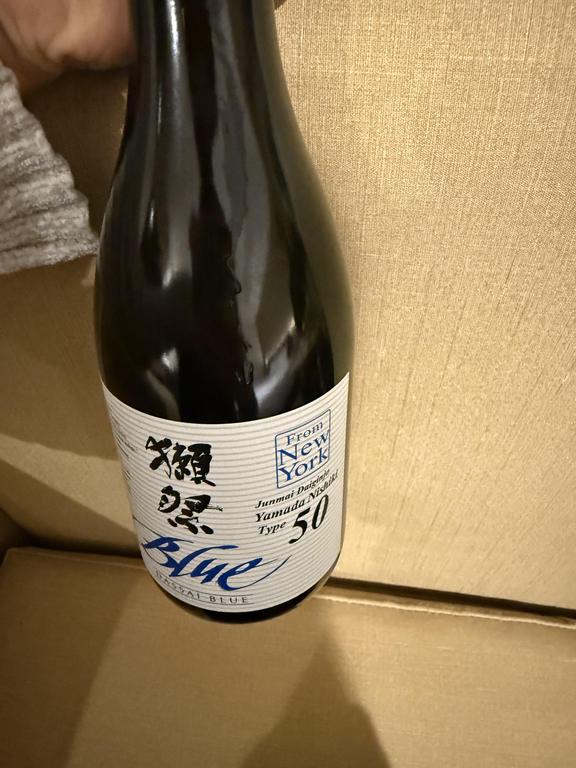 獺
祭
Blue
DASSAI BLUE
From
New
York
Junmai Daiginjo
Yamada Nishiki
Type 50